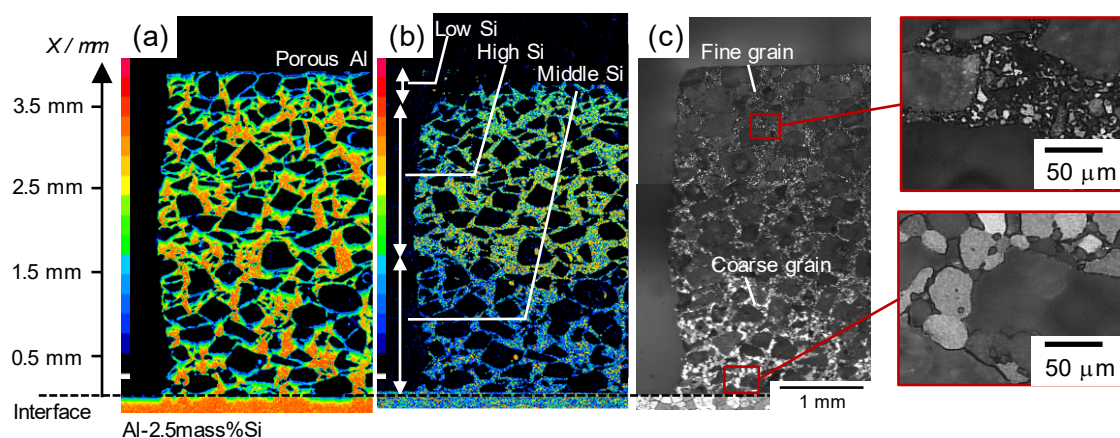 X / mm
(a)
Porous Al
3.5 mm
2.5 mm
1.5 mm
0.5 mm
Interface
Al-2.5mass%Si
(b)
Low Si
High Si
Middle Si
(c)
Fine grain
Coarse grain
1 mm
50 μm
50 μm